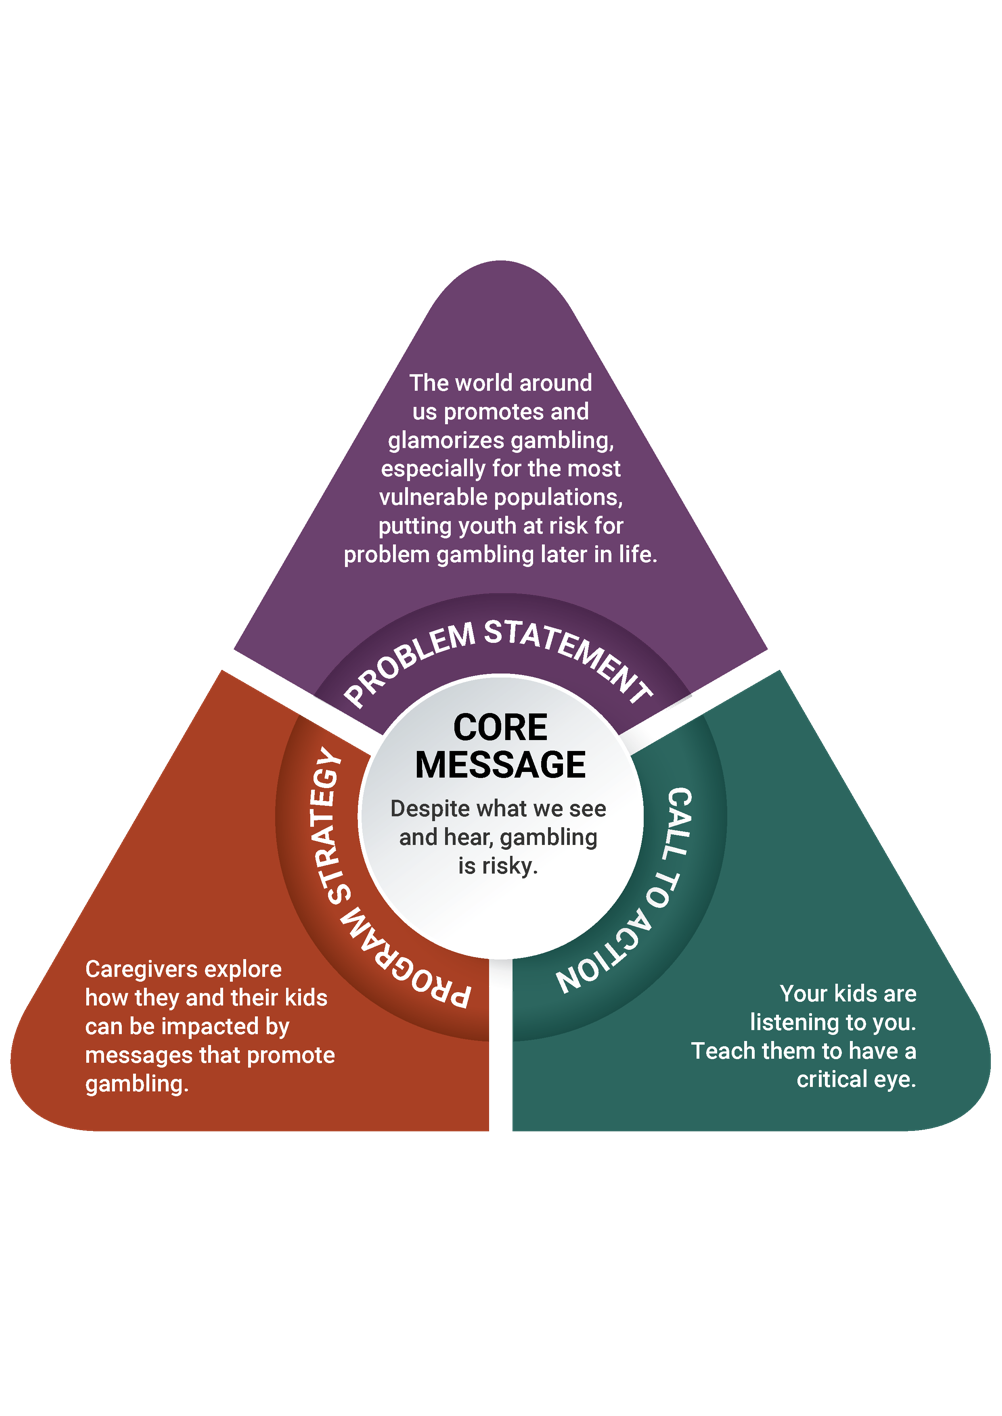 The world around
us promotes and
glamorizes gambling,
especially for the most
vulnerable populations,
putting youth at risk for
problem gambling later in life.
PROBLEM STATEMENT
CORE
MESSAGE
Despite what we see
and hear, gambling
is risky.
PROGRAM STRATEGY
Caregivers explore
how they and their kids
can be impacted by
messages that promote
gambling.
CALL TO ACTION
Your kids are
listening to you.
Teach them to have a
critical eye.